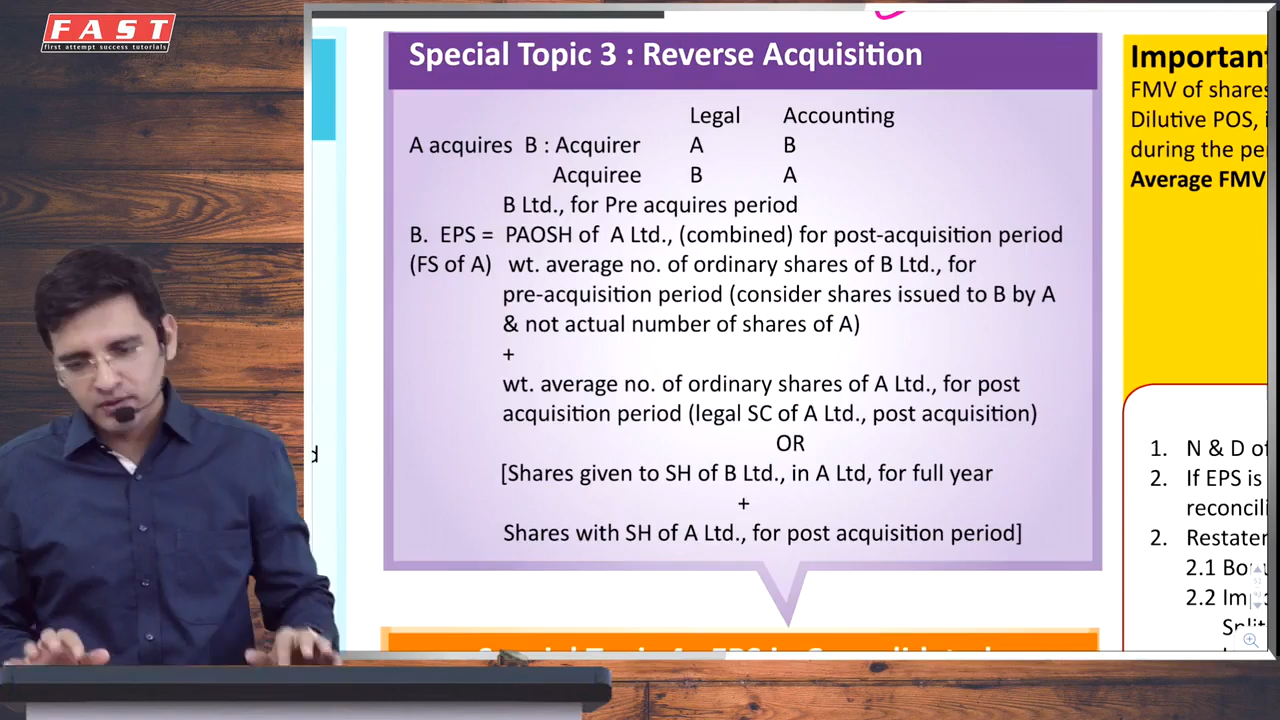 FAST
first attempt success tutorials
Special Topic 3 : Reverse Acquisition
Legal Accounting
A acquires B : Acquirer A B
Acquiree B A
B Ltd., for Pre acquires period
B. EPS = PAOSH of A Ltd., (combined) for post-acquisition period
(FS of A) wt. average no. of ordinary shares of B Ltd., for
pre-acquisition period (consider shares issued to B by A
& not actual number of shares of A)
+
wt. average no. of ordinary shares of A Ltd., for post
acquisition period (legal SC of A Ltd., post acquisition)
OR
[Shares given to SH of B Ltd., in A Ltd, for full year
+
Shares with SH of A Ltd., for post acquisition period]
Important
FMV of shares
Dilutive POS,
during the
Average FMV
1. N & D of
2. If EPS is
2. Restate
2.1
2.2
d